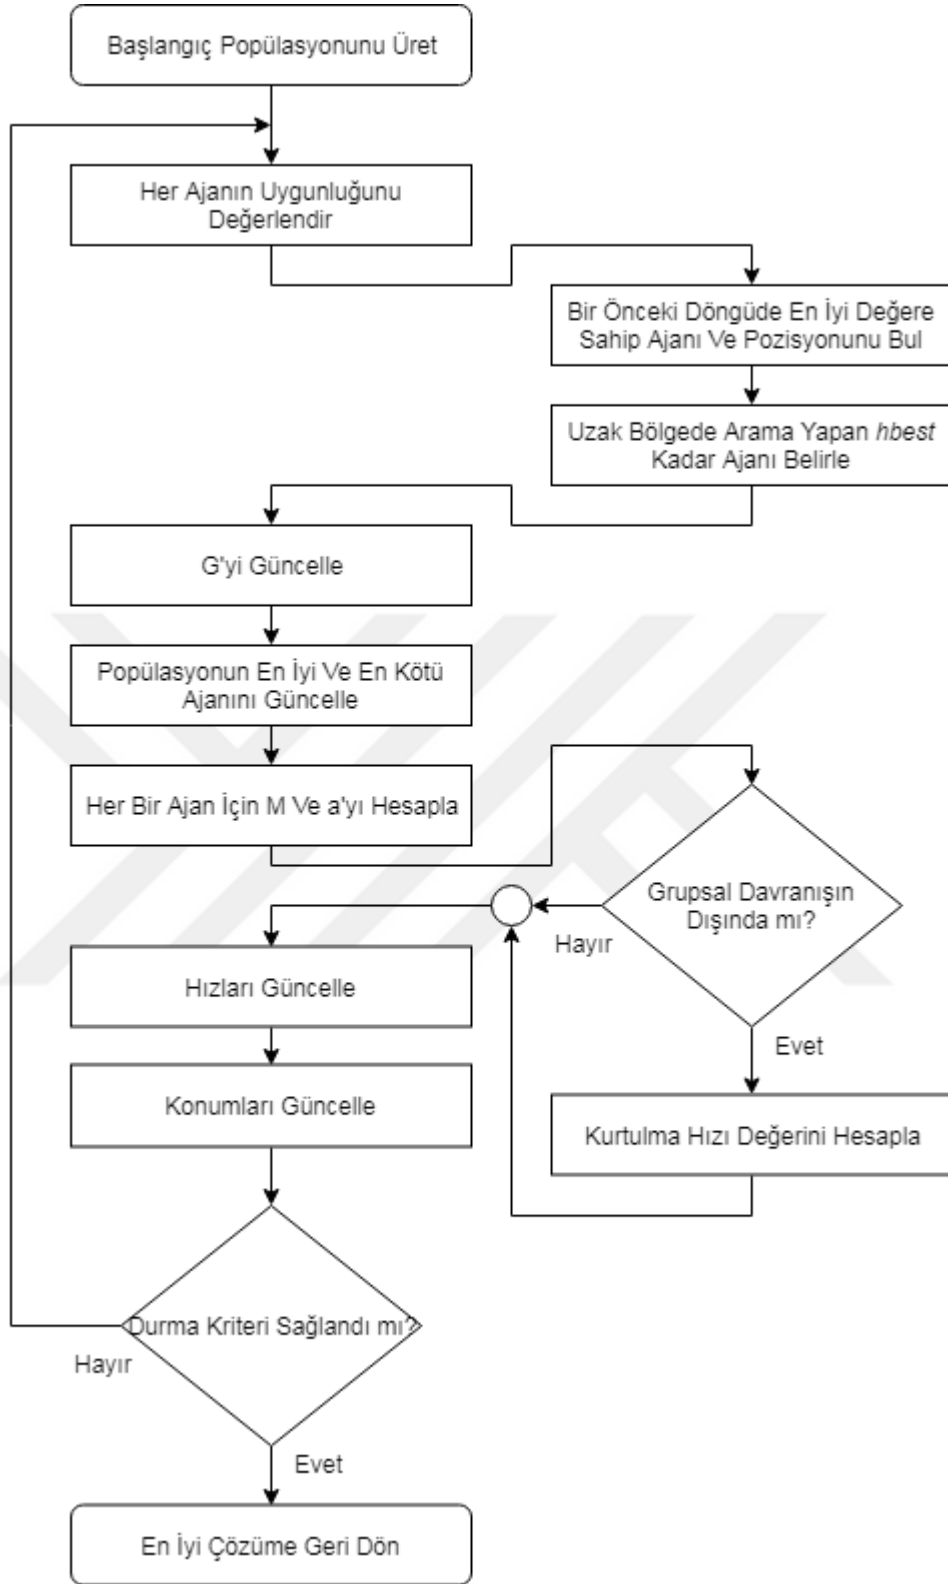 Başlangıç Popülasyonunu Üret
Her Ajanın Uygunluğunu
Değerlendir
Bir Önceki Döngüde En İyi Değere
Sahip Ajanı Ve Pozisyonunu Bul
Uzak Bölgede Arama Yapan hbest
Kadar Ajanı Belirle
G'yi Güncelle
Popülasyonun En İyi Ve En Kötü
Ajanını Güncelle
Her Bir Ajan İçin M Ve a'yı Hesapla
Grupsal Davranışın
Dışında mı?
Hayır
Evet
Kurtulma Hızı Değerini Hesapla
Hızları Güncelle
Konumları Güncelle
Durma Kriteri Sağlandı mı?
Hayır
Evet
En İyi Çözüme Geri Dön